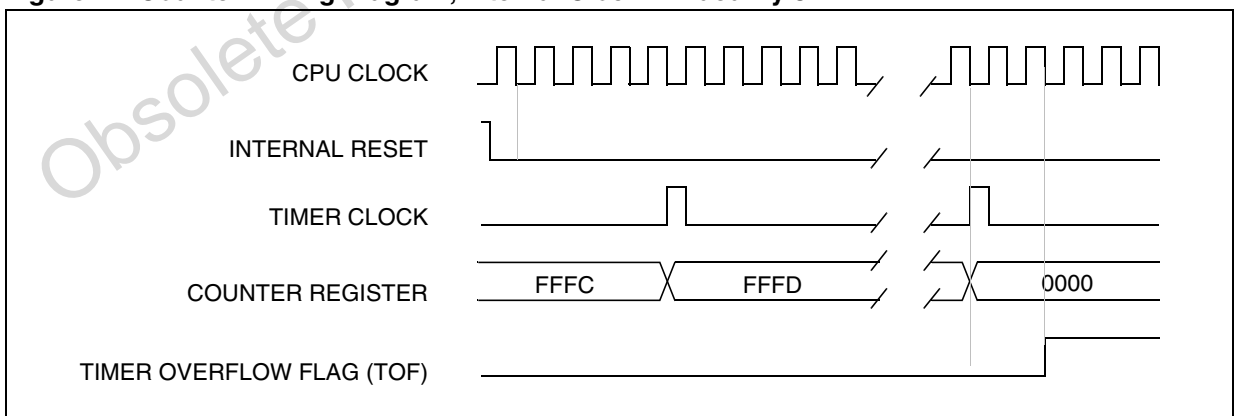 Obsolete
CPU CLOCK
INTERNAL RESET
TIMER CLOCK
COUNTER REGISTER
FFFC
FFFD
0000
TIMER OVERFLOW FLAG (TOF)